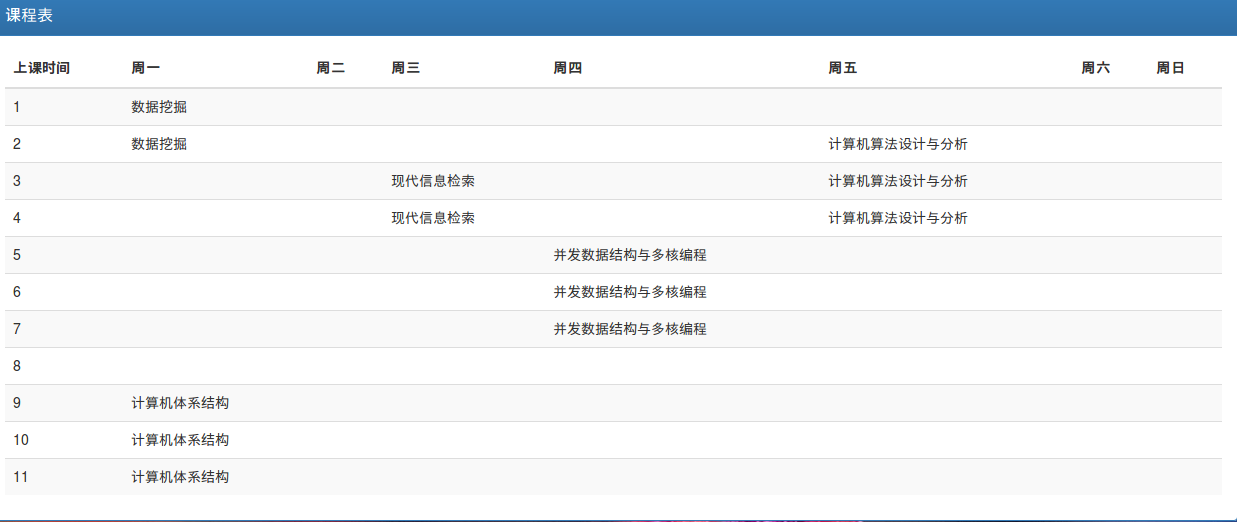 课程表
上课时间 周一 周二 周三 周四 周五 周六 周日
1 数据挖掘
2 数据挖掘 计算机算法设计与分析
3 现代信息检索 计算机算法设计与分析
4 现代信息检索 计算机算法设计与分析
5 并发数据结构与多核编程
6 并发数据结构与多核编程
7 并发数据结构与多核编程
8
9 计算机体系结构
10 计算机体系结构
11 计算机体系结构